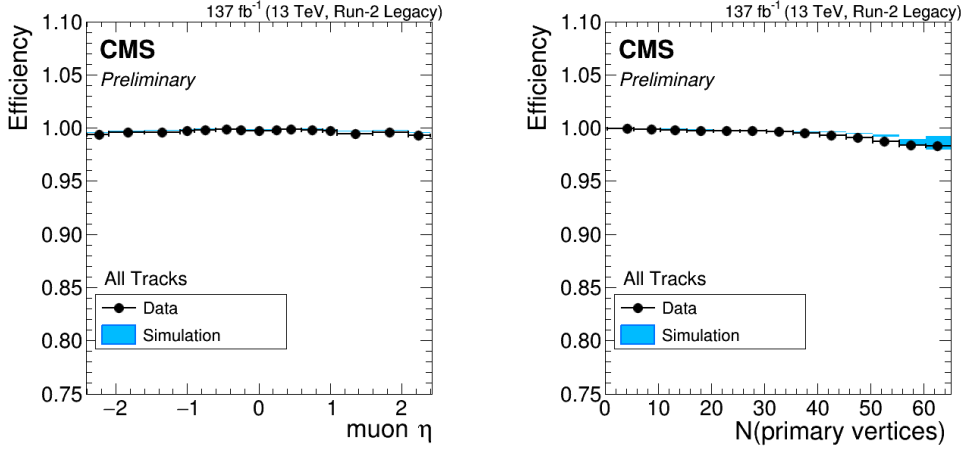 137 fb-1 (13 TeV, Run-2 Legacy)
CMS
Preliminary
Efficiency
1.10
1.05
1.00
0.95
0.90
0.85
0.80
0.75
All Tracks
Data
Simulation
−2 −1 0 1 2
muon η
137 fb-1 (13 TeV, Run-2 Legacy)
CMS
Preliminary
Efficiency
1.10
1.05
1.00
0.95
0.90
0.85
0.80
0.75
All Tracks
Data
Simulation
0 10 20 30 40 50 60
N(primary vertices)